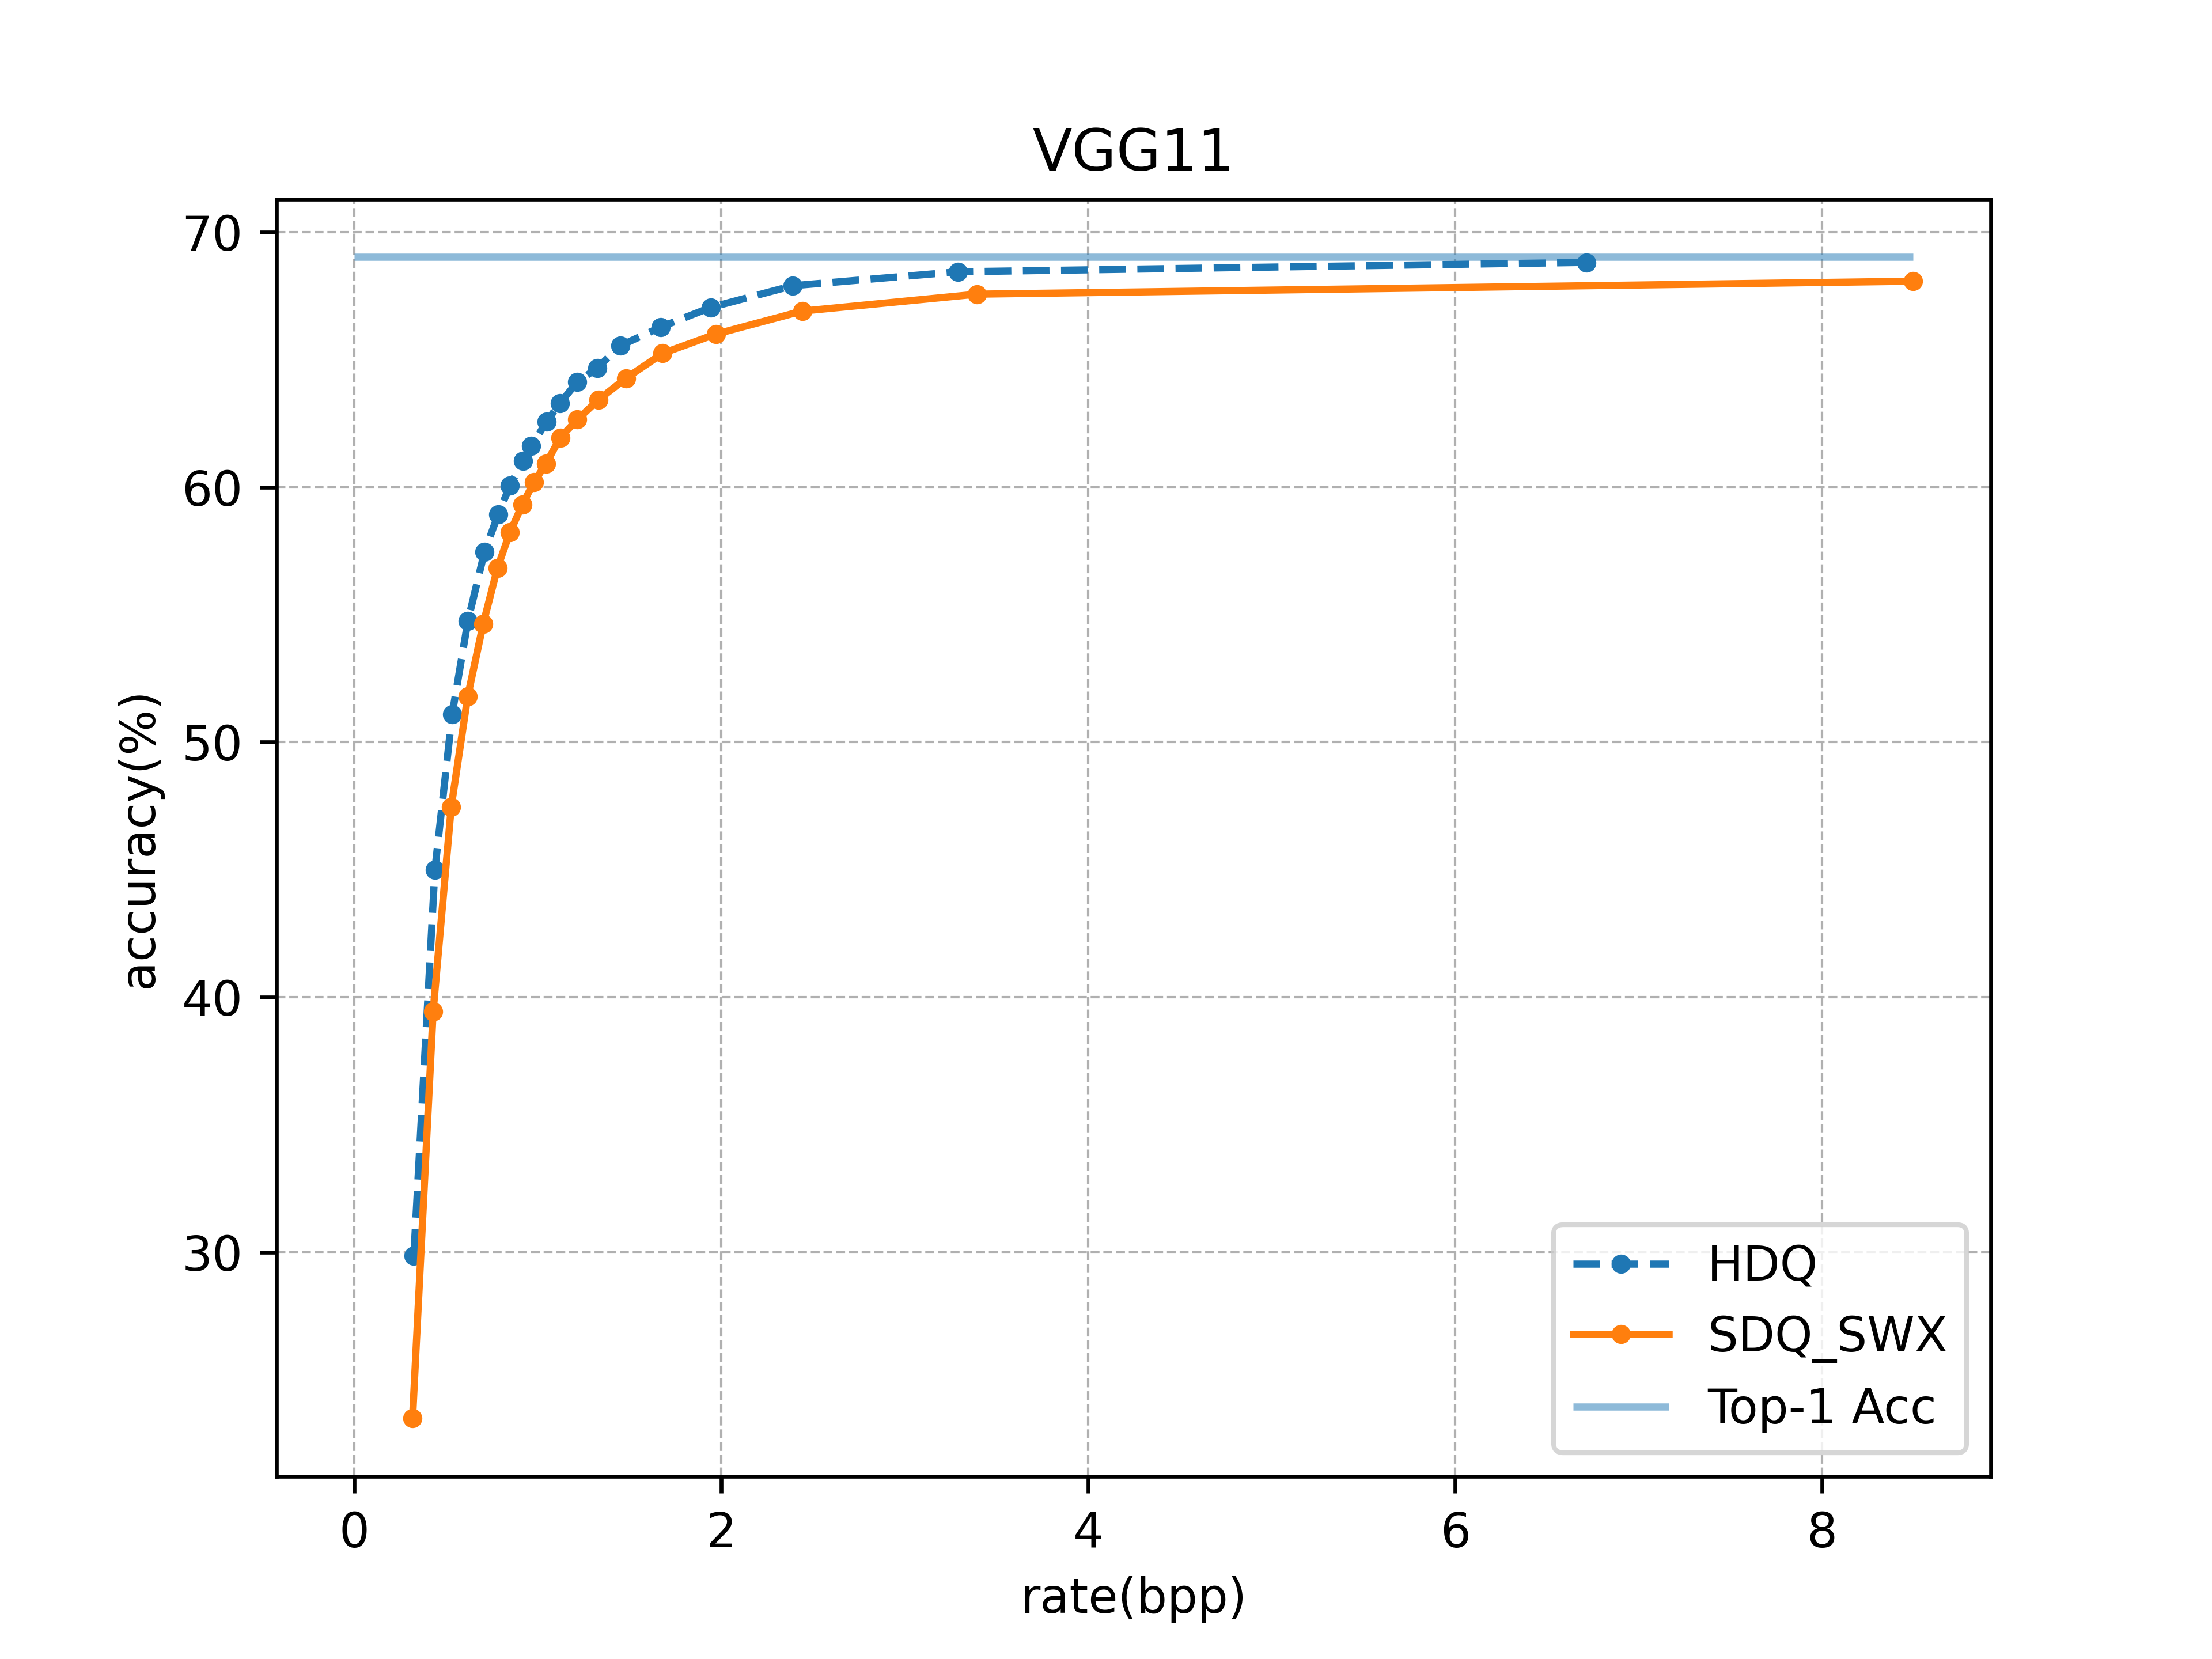 VGG11
70
60
50
40
30
accuracy(%)
0 2 4 6 8
rate(bpp)
HDQ
SDQ_SWX
Top-1 Acc